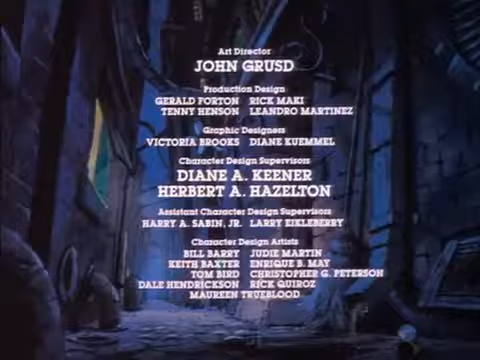 Art Director
JOHN GRUSD
Production Design
GERALD FORTON RICK MAKI
TENNY HENSON LEANDRO MARTINEZ
Graphic Designers
VICTORIA BROOKS DIANE KUEMMEL
Character Design Supervisors
DIANE A. KEENER
HERBERT A. HAZELTON
Assistant Character Design Supervisors
HARRY A. SABIN, JR. LARRY EIKLEBERRY
Character Design Artists
BILL BARRY JUDIE MARTIN
KEITH BAXTER ENRIQUE B. MAY
TOM BIRD CHRISTOPHER G. PETERSON
DALE HENDRICKSON RICK QUIROZ
MAUREEN TRUEBLOOD